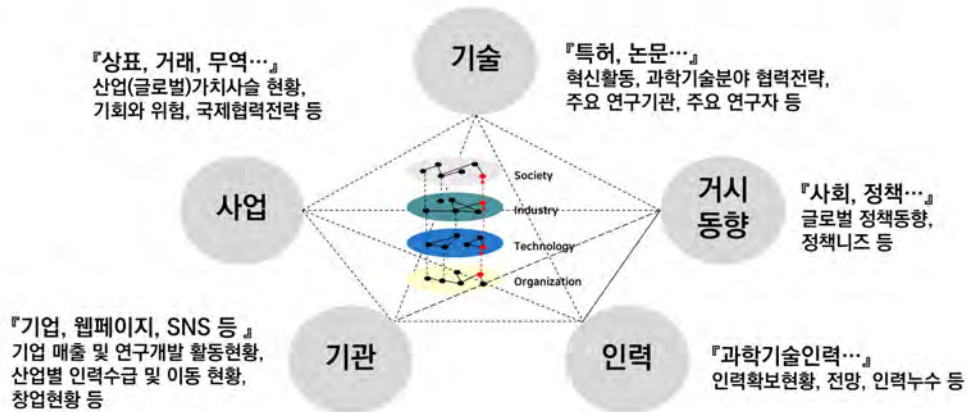 기술
『상표, 거래, 무역…』
산업(글로벌)가치사슬 현황,
기회와 위험, 국제협력전략 등
『특허, 논문…』
혁신활동, 과학기술분야 협력전략,
주요 연구기관, 주요 연구자 등
사업
Society
Industry
Technology
Organization
거시
동향
『사회, 정책…』
글로벌 정책동향,
정책니즈 등
『기업, 웹페이지, SNS 등 』
기업 매출 및 연구개발 활동현황,
산업별 인력수급 및 이동 현황,
창업현황 등
기관
인력
『과학기술인력…』
인력확보현황, 전망, 인력누수 등